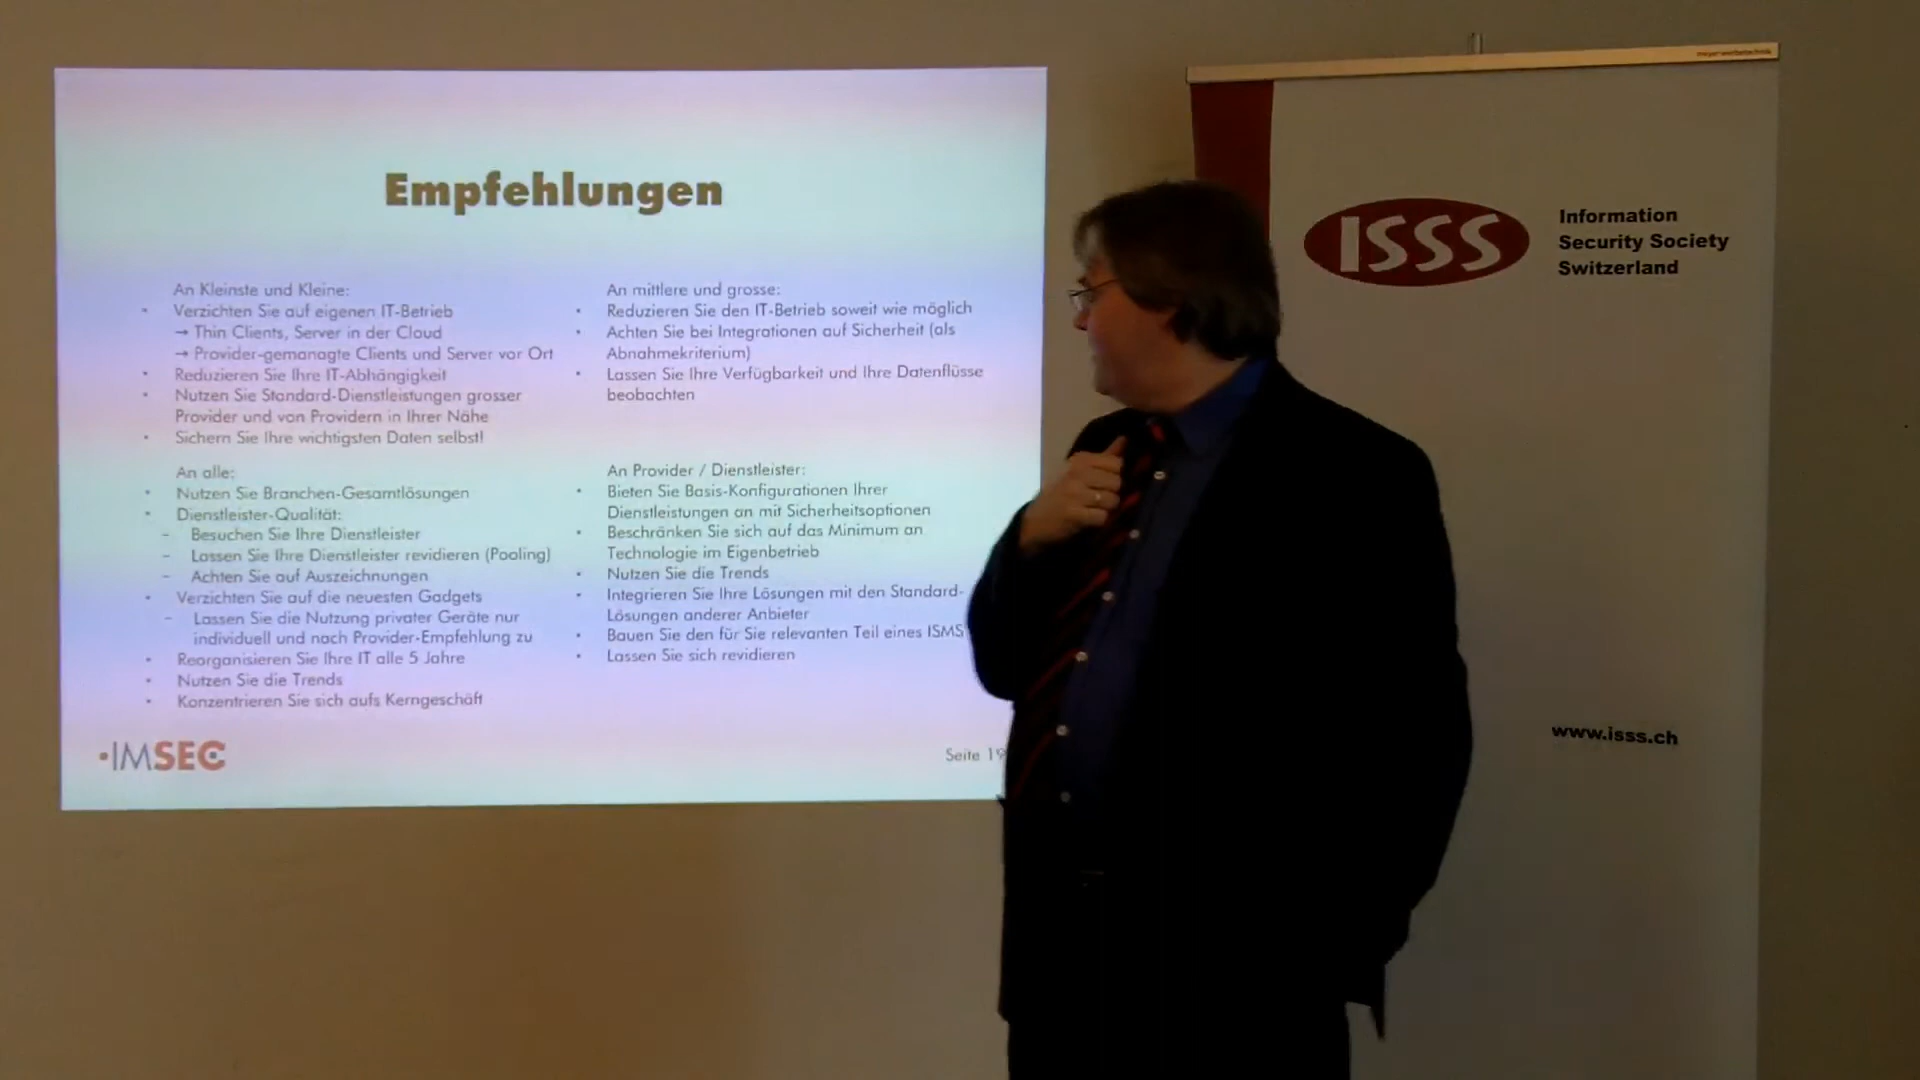 Empfehlungen
An Kleinste und Kleine:
• Verzichten Sie auf eigenen IT-Betrieb
→ Thin Clients, Server in der Cloud
→ Provider-gemanagte Clients und Server vor Ort
• Reduzieren Sie Ihre IT-Abhängigkeit
• Nutzen Sie Standard-Dienstleistungen grosser
Provider und von Providern in Ihrer Nähe
• Sichern Sie Ihre wichtigsten Daten selbst!
An mittlere und grosse:
• Reduzieren Sie den IT-Betrieb soweit wie möglich
• Achten Sie bei Integrationen auf Sicherheit (als
Abnahmekriterium)
• Lassen Sie Ihre Verfügbarkeit und Ihre Datenflüsse
beobachten
An alle:
• Nutzen Sie Branchen-Gesamtlösungen
• Dienstleister-Qualität:
– Besuchen Sie Ihre Dienstleister
– Lassen Sie Ihre Dienstleister revidieren (Pooling)
– Achten Sie auf Auszeichnungen
• Verzichten Sie auf die neuesten Gadgets
– Lassen Sie die Nutzung privater Geräte nur
individuell und nach Provider-Empfehlung zu
• Reorganisieren Sie Ihre IT alle 5 Jahre
• Nutzen Sie die Trends
• Konzentrieren Sie sich aufs Kerngeschäft
An Provider / Dienstleister:
• Bieten Sie Basis-Konfigurationen Ihrer
Dienstleistungen an mit Sicherheitsoptionen
• Beschränken Sie sich auf das Minimum an
Technologie im Eigenbetrieb
• Nutzen Sie die Trends
• Integrieren Sie Ihre Lösungen mit den Standard-
Lösungen anderer Anbieter
• Bauen Sie den für Sie relevanten Teil eines ISMS
• Lassen Sie sich revidieren
•IMSEC
Seite 19
ISSS
Information
Security Society
Switzerland
www.isss.ch